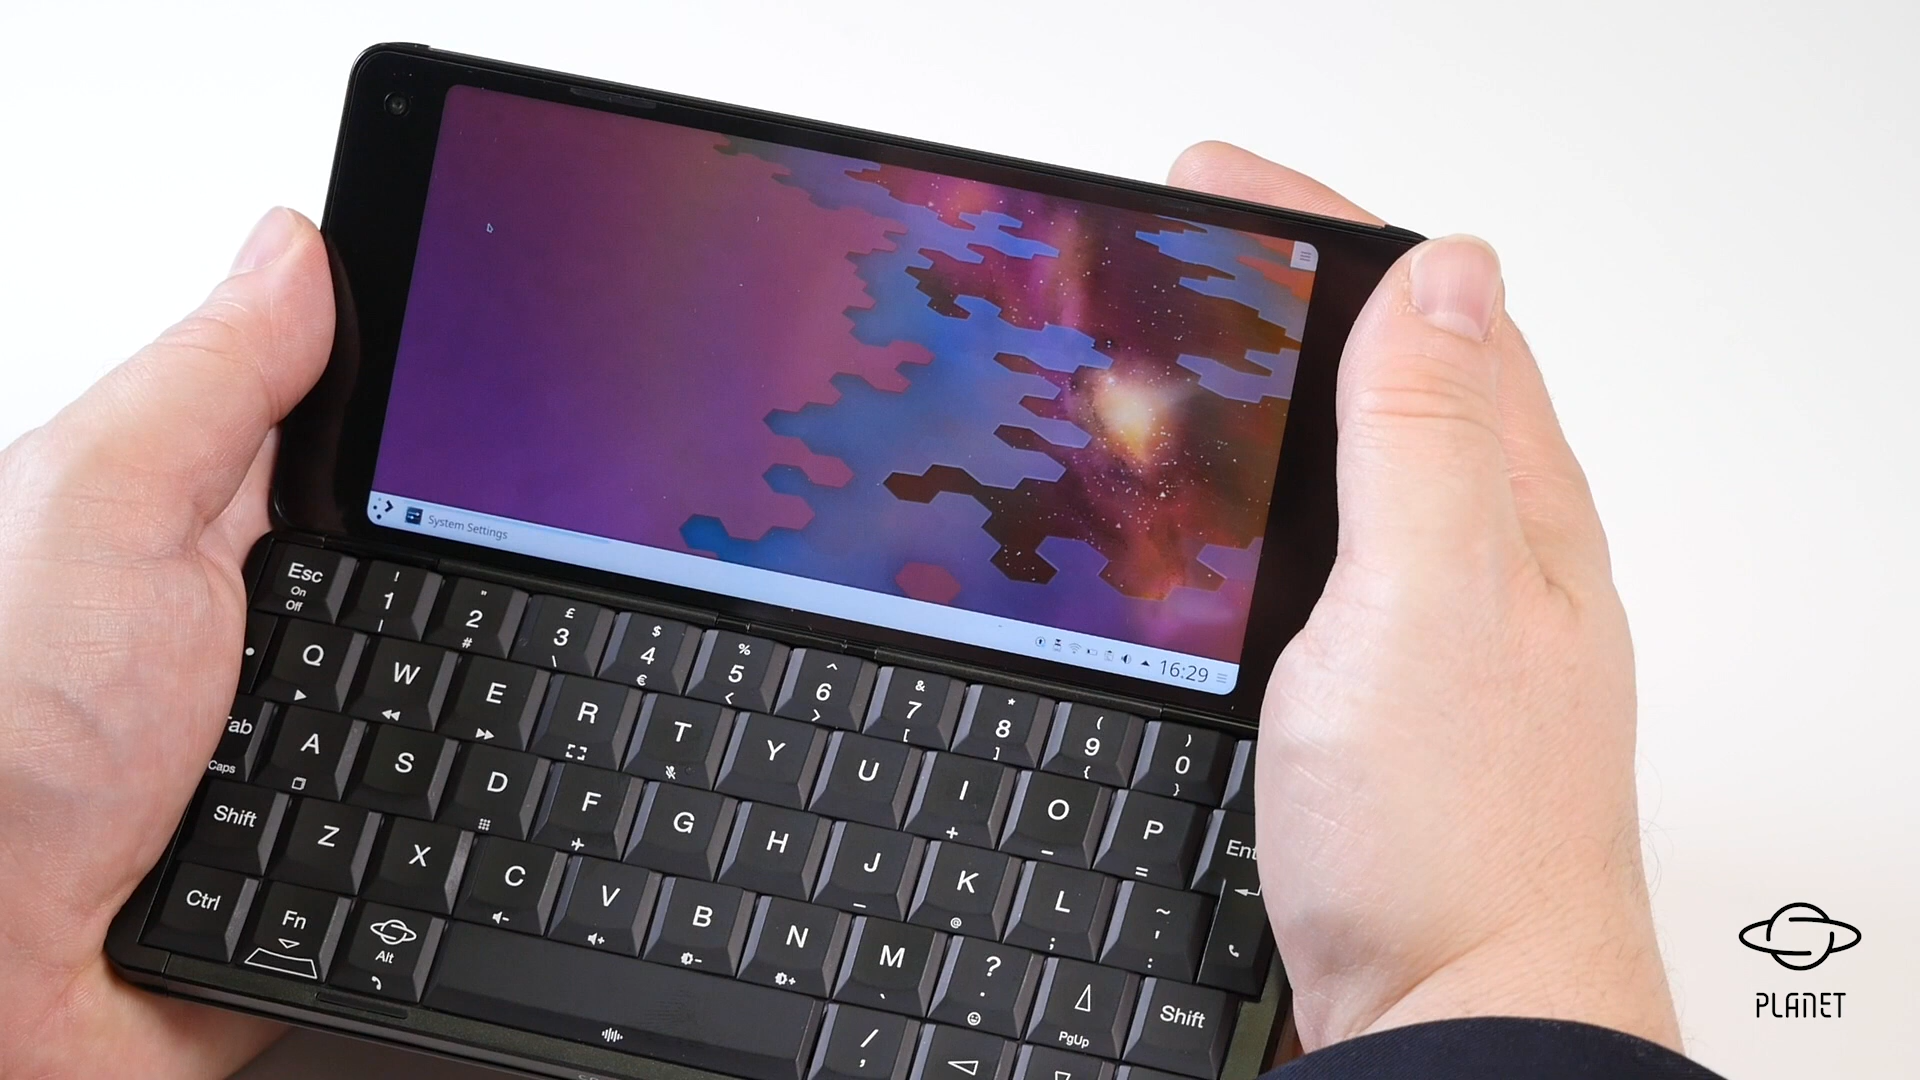 System Settings
16:29
Esc
On
Off
! 1 |
" 2 #
£ 3 \
$ 4 €
% 5 <
^ 6 >
& 7 [
* 8 ]
( 9 {
) 0 }
Q W E R T Y U I O P
+ - =
Tab
Caps
A S D F G H J K L
_ @ ; ~ ' :
Ent
Shift Z X C V B N M ? . Shift
- + - + `
Ctrl Fn Alt / ,
PgUp
PLANET